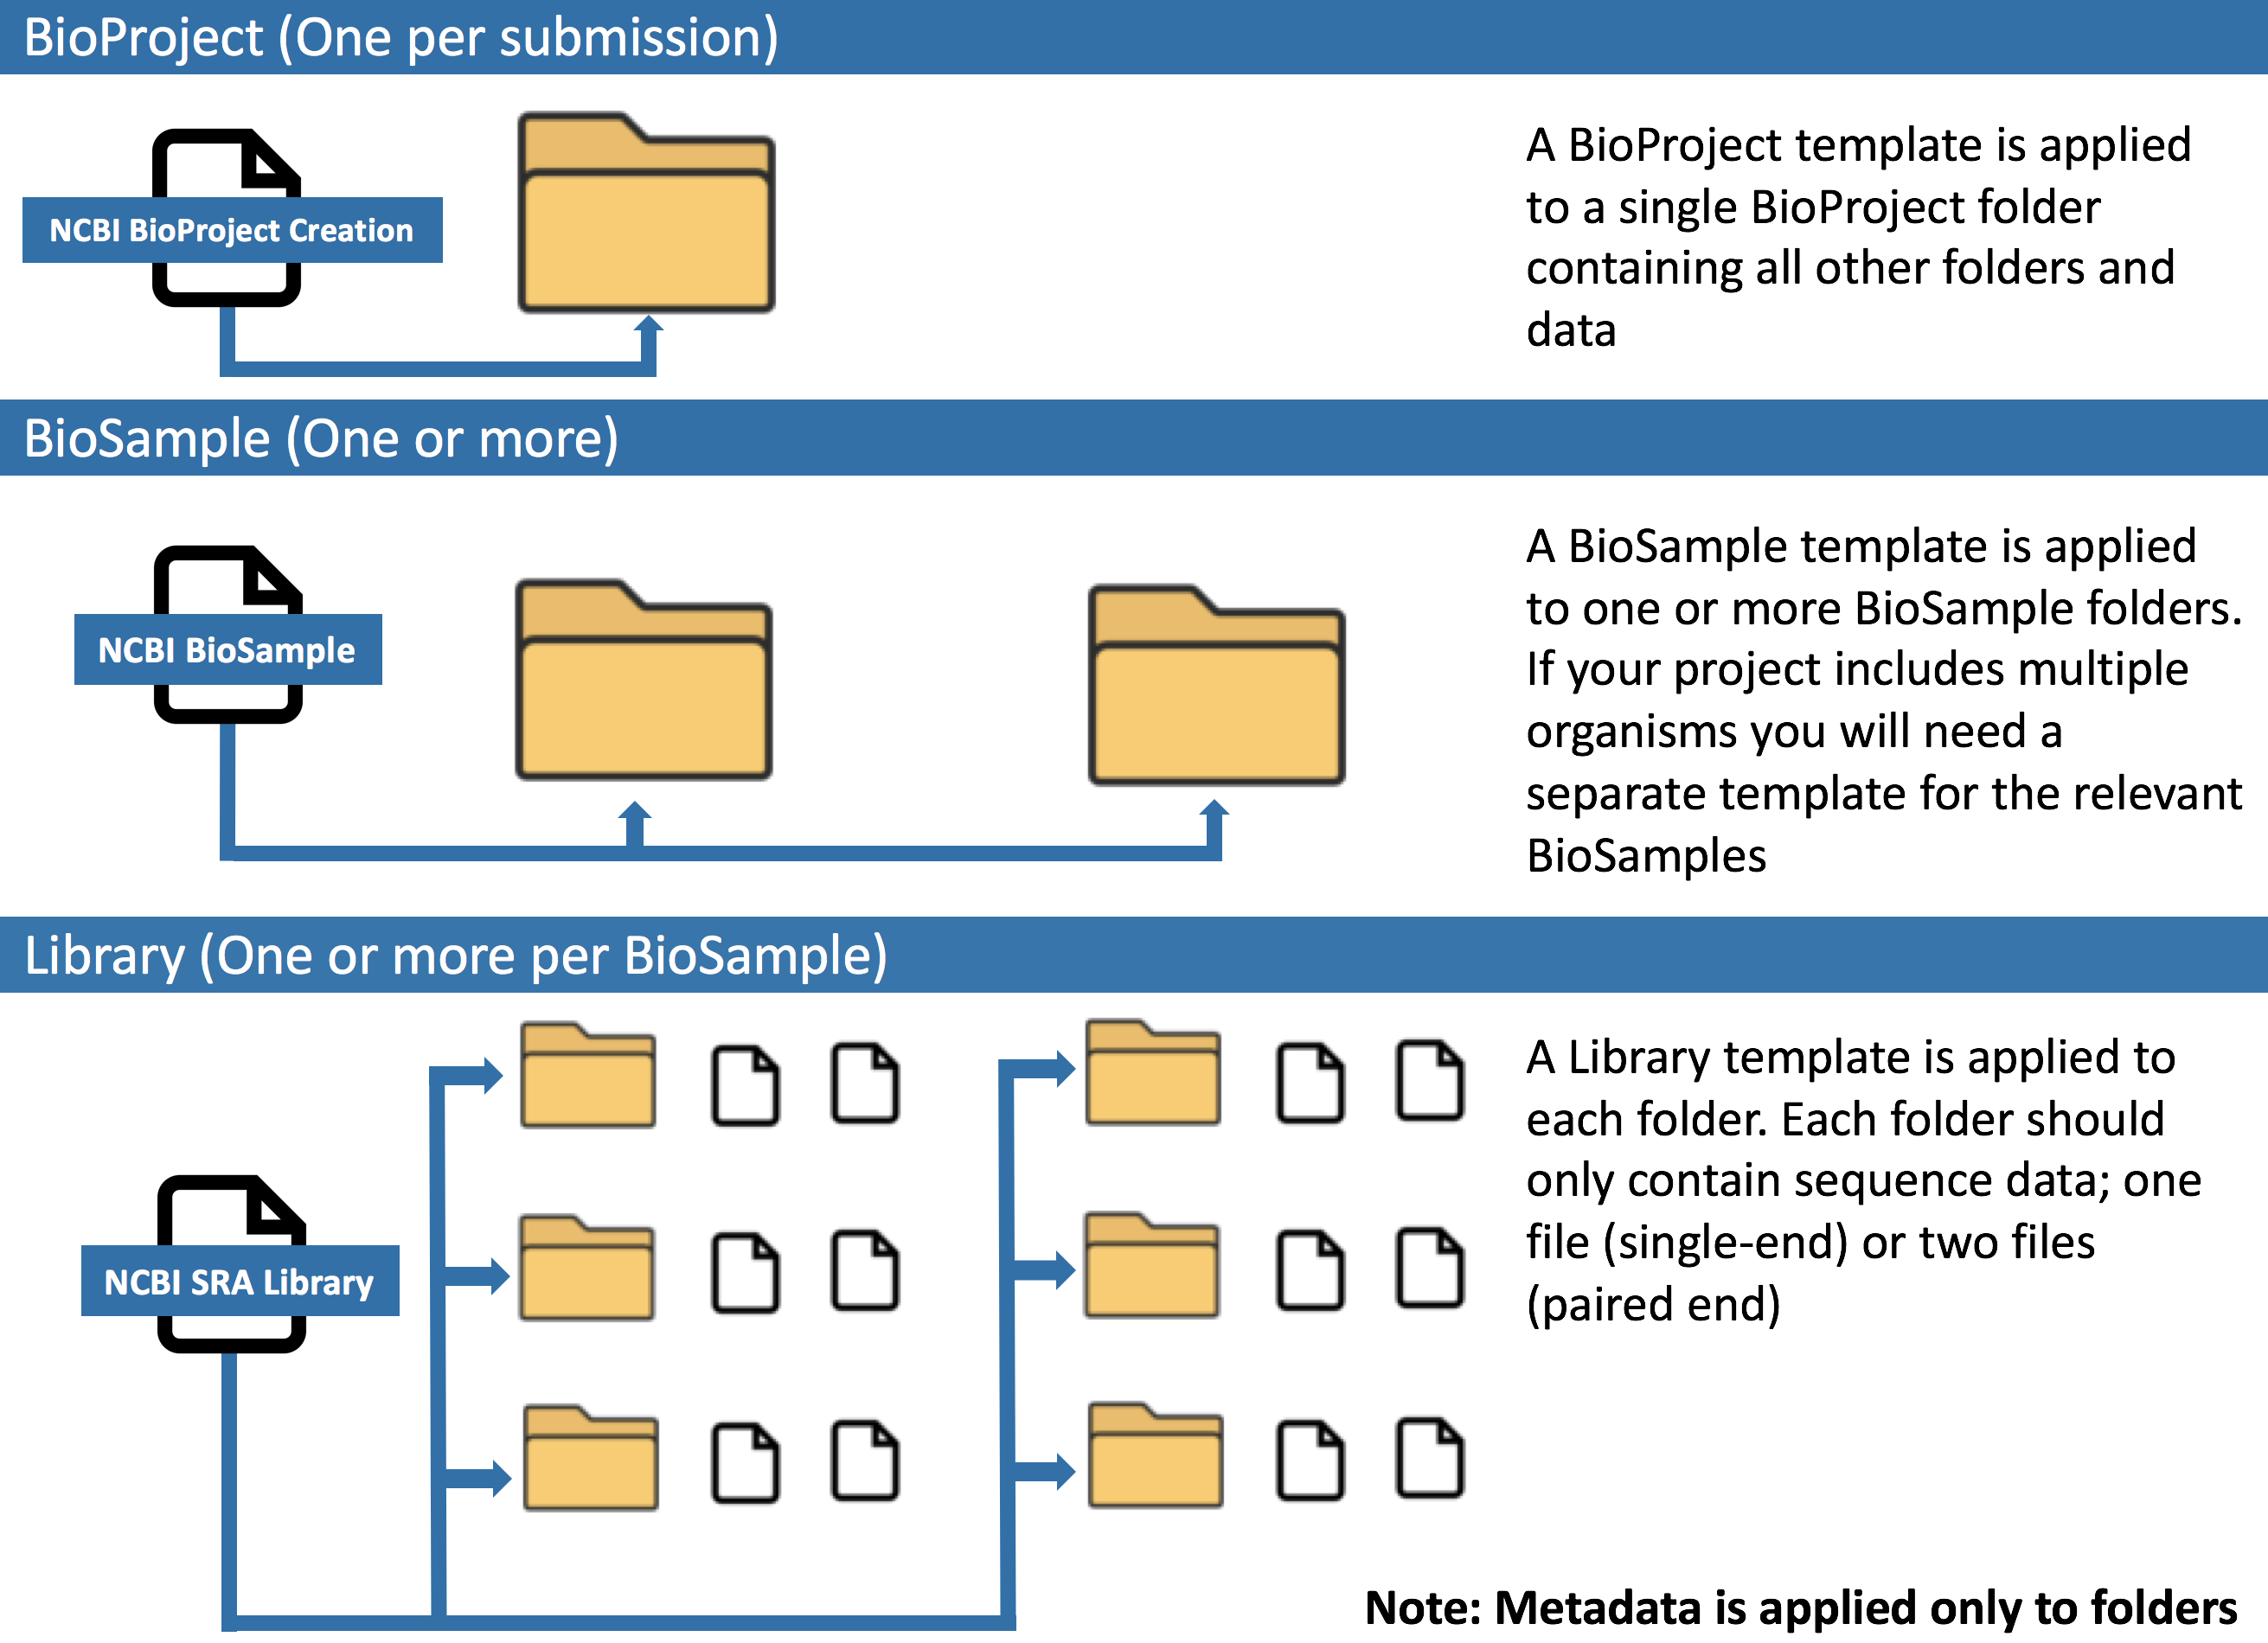 BioProject (One per submission)
NCBI BioProject Creation
A BioProject template is applied
to a single BioProject folder
containing all other folders and
data
BioSample (One or more)
NCBI BioSample
A BioSample template is applied
to one or more BioSample folders.
If your project includes multiple
organisms you will need a
separate template for the relevant
BioSamples
Library (One or more per BioSample)
NCBI SRA Library
A Library template is applied to
each folder. Each folder should
only contain sequence data; one
file (single-end) or two files
(paired end)
Note: Metadata is applied only to folders